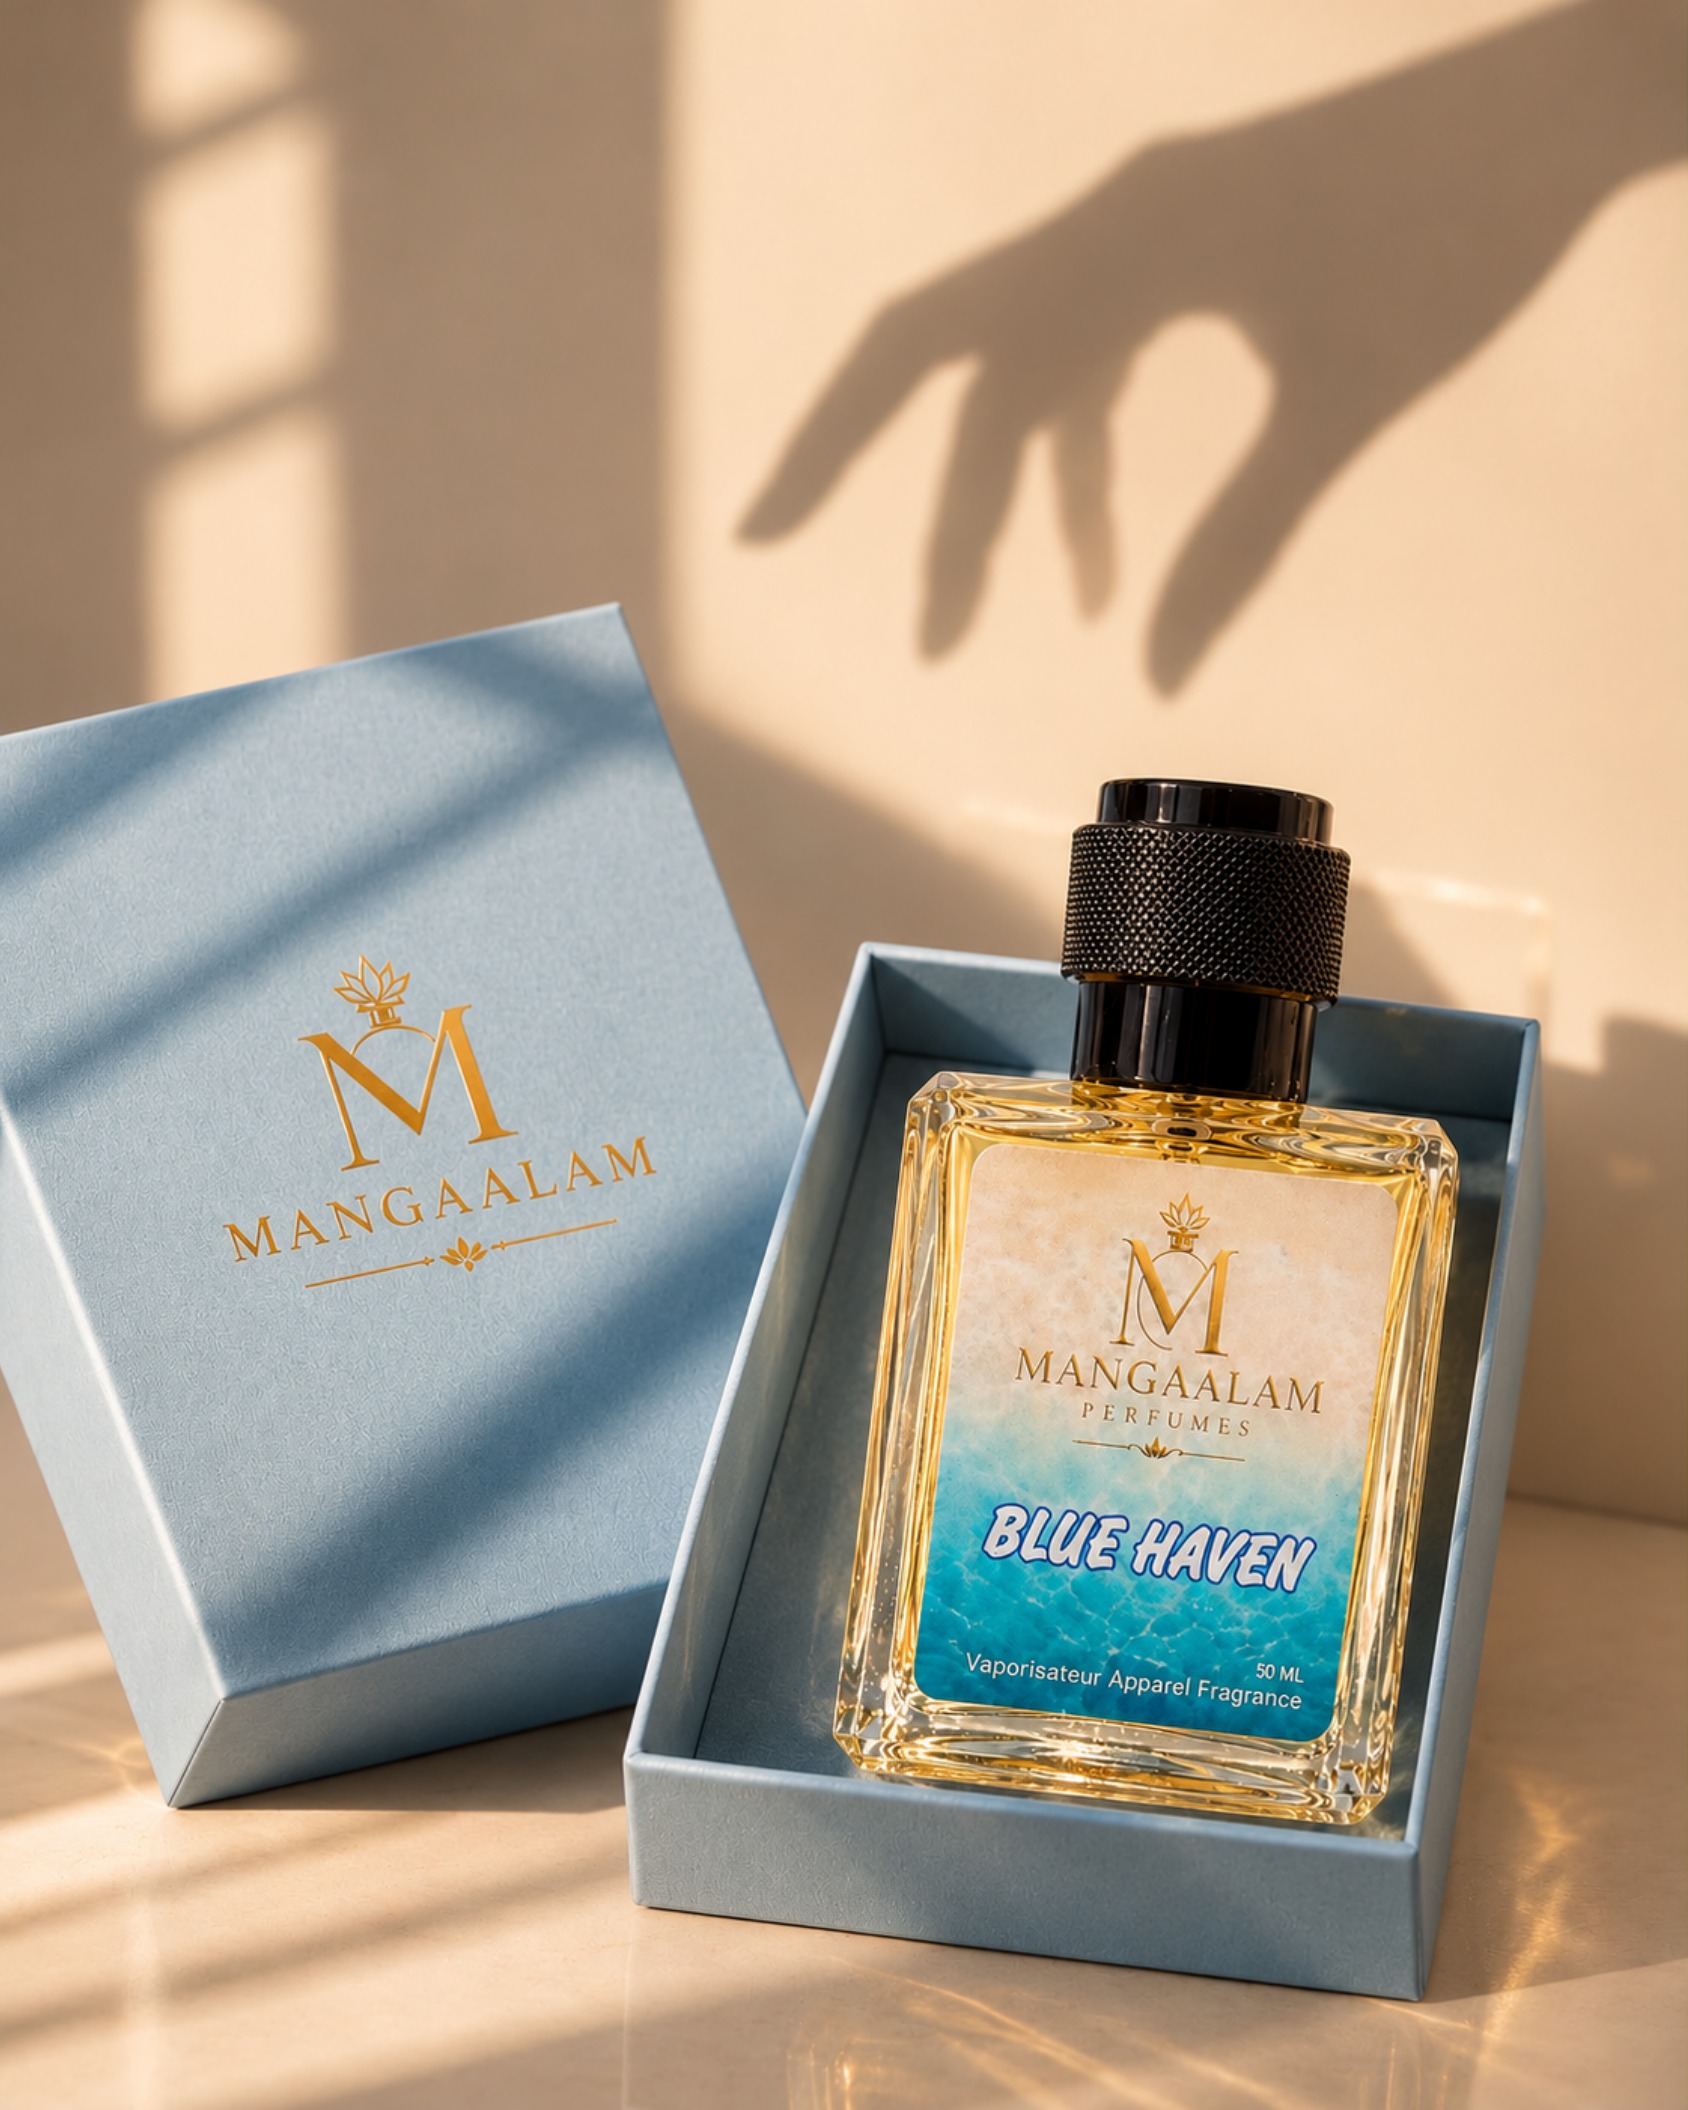 M
MANGAALAM
M
MANGAALAM
PERFUMES
BLUE HAVEN
50 ML
Vaporisateur Apparel Fragrance